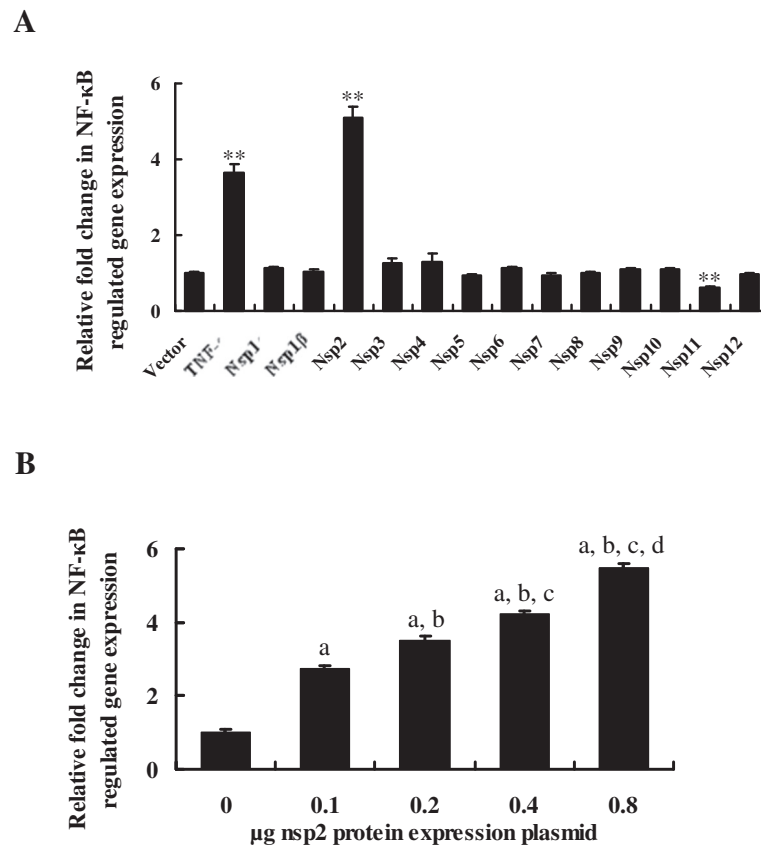 A
Relative fold change in NF-κB
regulated gene expression
6
4
2
0
**
**
**
Vector
Nsp1β
Nsp2
Nsp3
Nsp4
Nsp5
Nsp6
Nsp7
Nsp8
Nsp9
Nsp10
Nsp11
Nsp12
B
Relative fold change in NF-κB
regulated gene expression
6
4
2
0
a
a, b
a, b, c
a, b, c, d
0
0.1
0.2
0.4
0.8
µg nsp2 protein expression plasmid